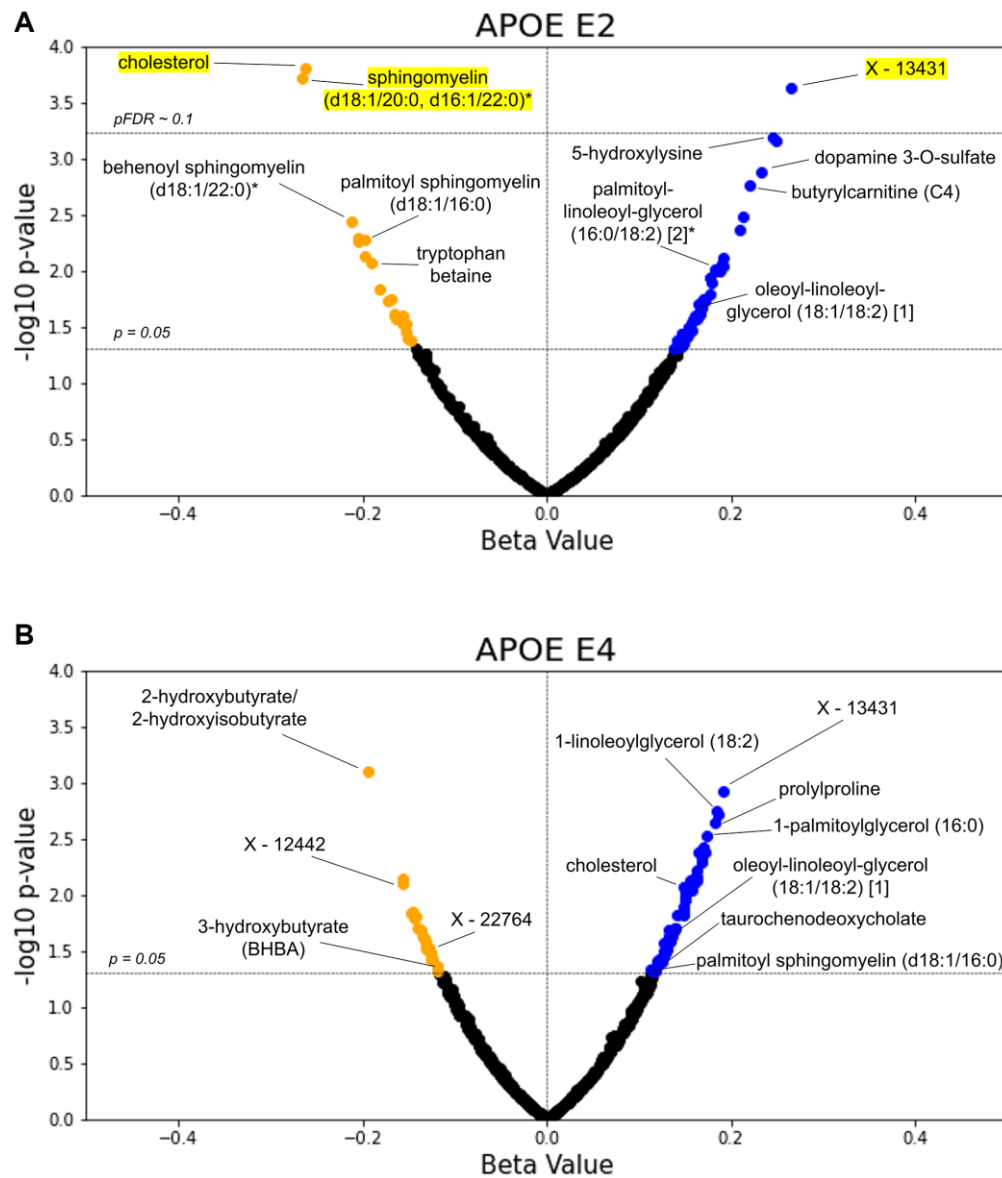 A
APOE E2
4.0
3.5
3.0
2.5
2.0
1.5
1.0
0.5
0.0
-log10 p-value
cholesterol
sphingomyelin
(d18:1/20:0, d16:1/22:0)*
X - 13431
pFDR ~ 0.1
behenoyl sphingomyelin
(d18:1/22:0)*
palmitoyl sphingomyelin
(d18:1/16:0)
tryptophan
betaine
5-hydroxylysine
dopamine 3-O-sulfate
butyrylcarnitine (C4)
palmitoyl-
linoleoyl-glycerol
(16:0/18:2) [2]*
oleoyl-linoleoyl-
glycerol (18:1/18:2) [1]
p = 0.05
−0.4
−0.2
0.0
0.2
0.4
Beta Value
B
APOE E4
4.0
3.5
3.0
2.5
2.0
1.5
1.0
0.5
0.0
-log10 p-value
2-hydroxybutyrate/
2-hydroxyisobutyrate
X - 12442
3-hydroxybutyrate
(BHBA)
X - 22764
X - 13431
1-linoleoylglycerol (18:2)
prolylproline
1-palmitoylglycerol (16:0)
cholesterol
oleoyl-linoleoyl-glycerol
(18:1/18:2) [1]
taurochenodeoxycholate
palmitoyl sphingomyelin (d18:1/16:0)
p = 0.05
−0.4
−0.2
0.0
0.2
0.4
Beta Value